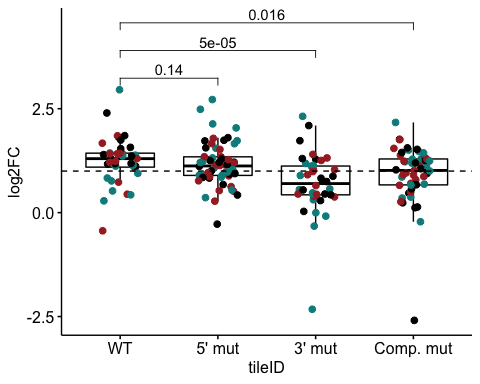 0.016
5e-05
0.14
log2FC
2.5
0.0
-2.5
WT
5' mut
3' mut
Comp. mut
tileID